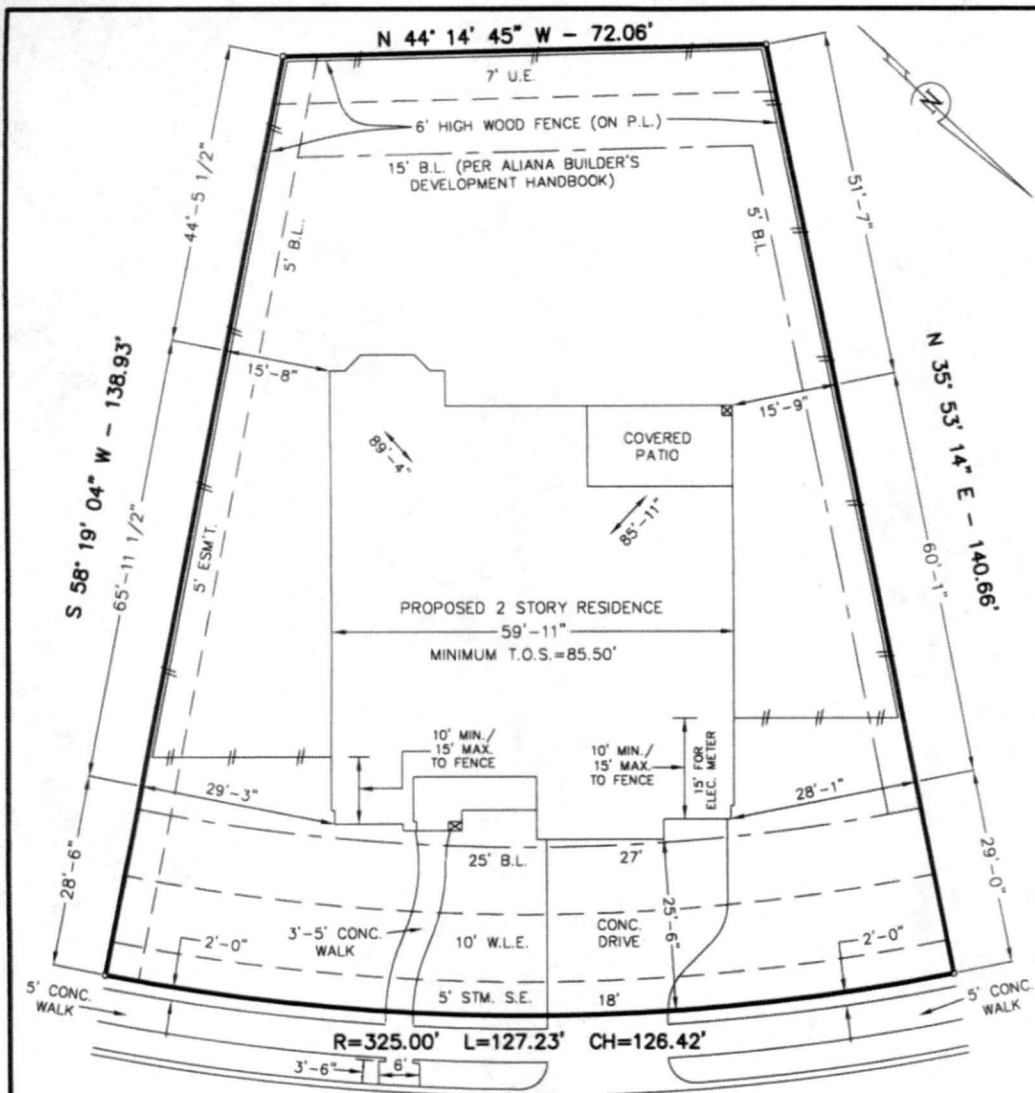 N 44° 14' 45" W - 72.06'
7' U.E.
N
6' HIGH WOOD FENCE (ON P.L.)
15' B.L. (PER ALIANA BUILDER'S
DEVELOPMENT HANDBOOK)
44'-5 1/2"
5' B.L.
5' B.L.
51'-7"
S 58° 19' 04" W - 138.93'
N 35° 53' 14" E - 140.66'
15'-8"
15'-9"
COVERED
PATIO
89'-4"
85'-11"
65'-11 1/2"
5' ESM'T.
60'-1"
PROPOSED 2 STORY RESIDENCE
59'-11"
MINIMUM T.O.S.=85.50'
10' MIN./
15' MAX.
TO FENCE
10' MIN./
15' MAX.
TO FENCE
15' FOR
ELEC. METER
29'-3"
28'-1"
28'-6"
25' B.L.
27'
29'-0"
25'-6"
2'-0"
3'-5' CONC.
WALK
10' W.L.E.
CONC.
DRIVE
2'-0"
5' CONC.
WALK
5' STM. S.E.
18'
5' CONC.
WALK
R=325.00' L=127.23' CH=126.42'
3'-6"
6'